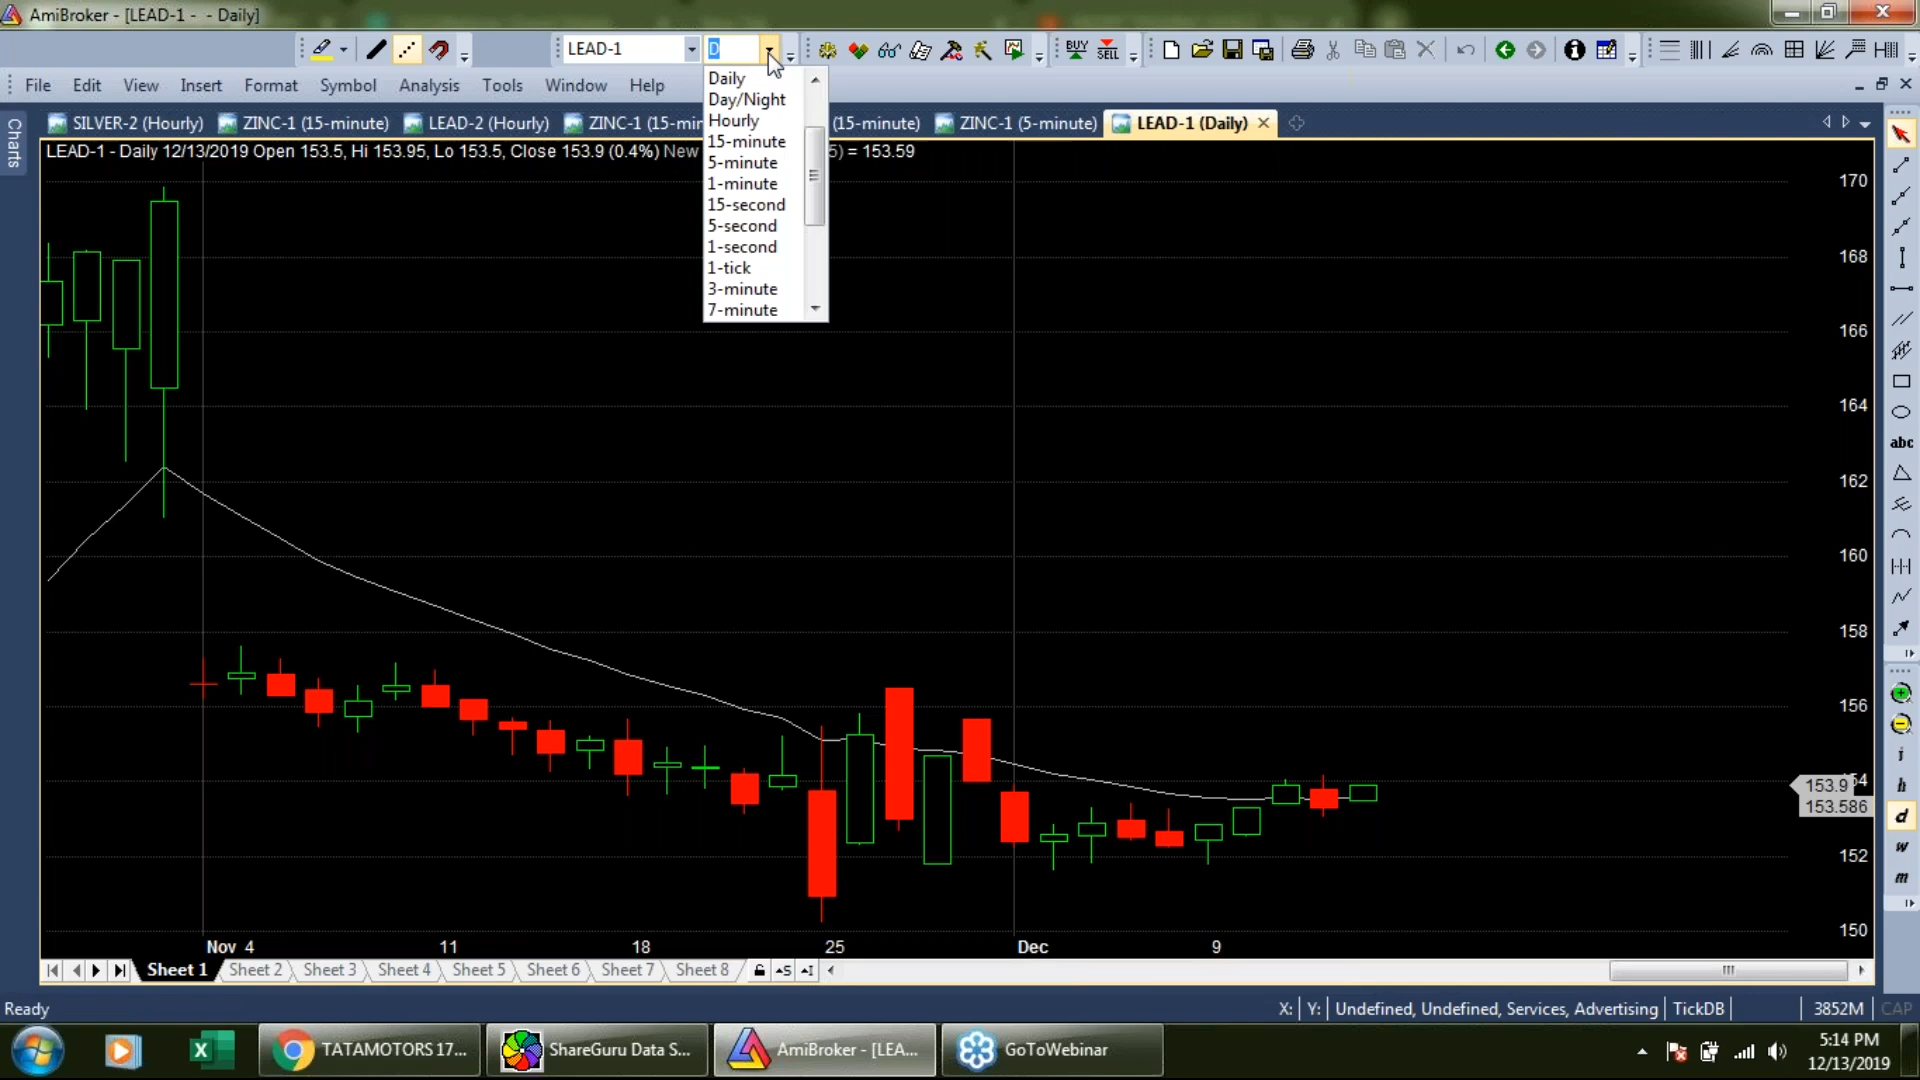 AmiBroker - [LEAD-1 - - Daily]
LEAD-1
D
BUY
SELL
File Edit View Insert Format Symbol Analysis Tools Window Help
Daily
Day/Night
Hourly
15-minute
5-minute
1-minute
15-second
5-second
1-second
1-tick
3-minute
7-minute
Charts
SILVER-2 (Hourly) ZINC-1 (15-minute) LEAD-2 (Hourly) ZINC-1 (15-min (15-minute) ZINC-1 (5-minute) LEAD-1 (Daily)
LEAD-1 - Daily 12/13/2019 Open 153.5, Hi 153.95, Lo 153.5, Close 153.9 (0.4%) New 5) = 153.59
170
168
166
164
162
160
158
156
154
153.9
153.586
152
150
abc
i
h
d
w
m
Nov 4 11 18 25 Dec 9
Sheet 1 Sheet 2 Sheet 3 Sheet 4 Sheet 5 Sheet 6 Sheet 7 Sheet 8
Ready
X: Y: Undefined, Undefined, Services, Advertising TickDB 3852M CAP
TATAMOTORS 17... ShareGuru Data S... AmiBroker - [LEA... GoToWebinar
5:14 PM
12/13/2019